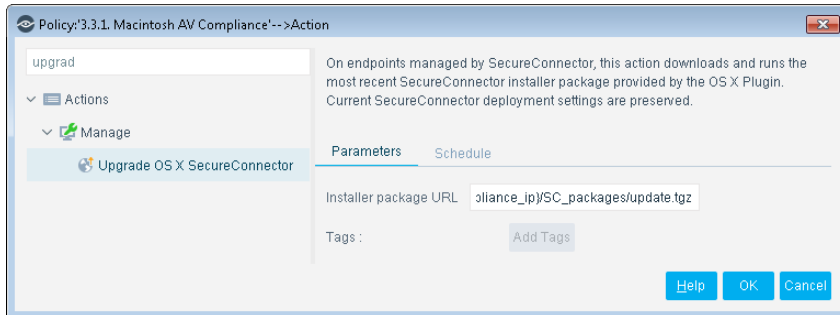 Policy:'3.3.1. Macintosh AV Compliance'-->Action
upgrad
Actions
Manage
Upgrade OS X SecureConnector
On endpoints managed by SecureConnector, this action downloads and runs the
most recent SecureConnector installer package provided by the OS X Plugin.
Current SecureConnector deployment settings are preserved.
Parameters Schedule
Installer package URL pliance_ip}/SC_packages/update.tgz
Tags : Add Tags
Help OK Cancel